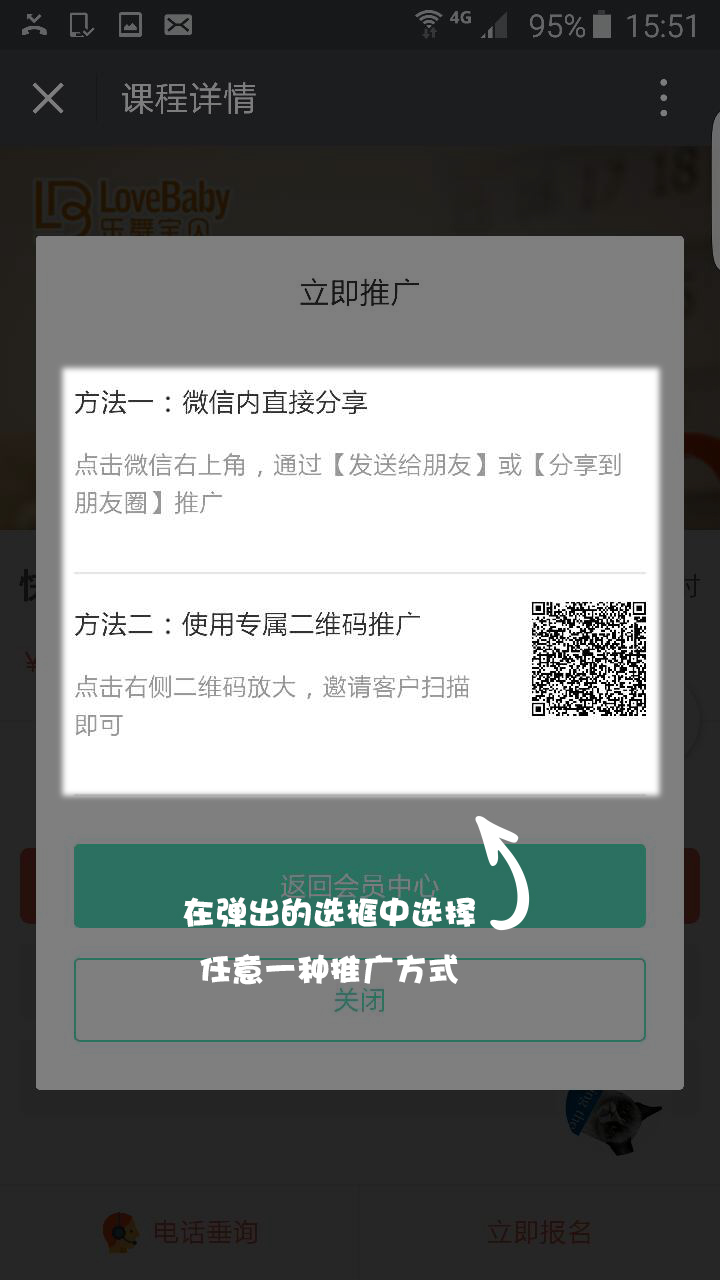 4G 95% 15:51
课程详情
18
17
16
LoveBaby
立即推广
方法一：微信内直接分享
点击微信右上角，通过【发送给朋友】或【分享到
朋友圈】推广
方法二：使用专属二维码推广
点击右侧二维码放大，邀请客户扫描
即可
返回会员中心
在弹出的选框中选择
任意一种推广方式
关闭
电话垂询
立即报名